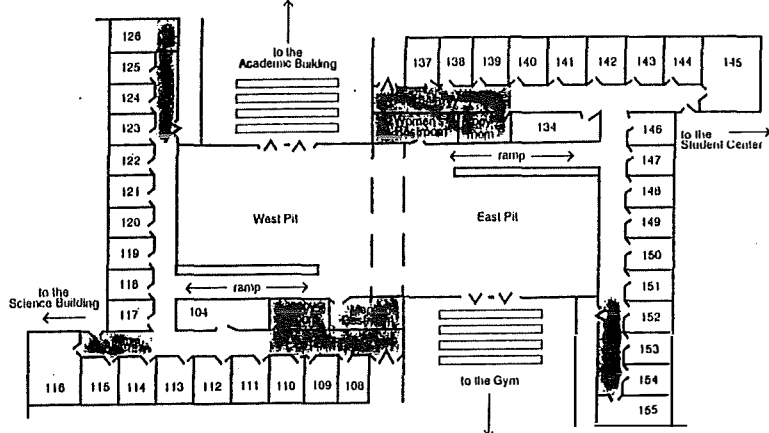 126
125
124
123
122
121
120
119
118
117
to the
Academic Building
137 138 139 140 141 142 143 144 145
Women's
Restroom
134
ramp
146
147
148
149
150
151
152
153
154
155
to the
Student Center
West Pit
East Pit
to the
Science Building
ramp
104
116 115 114 113 112 111 110 109 108
to the Gym